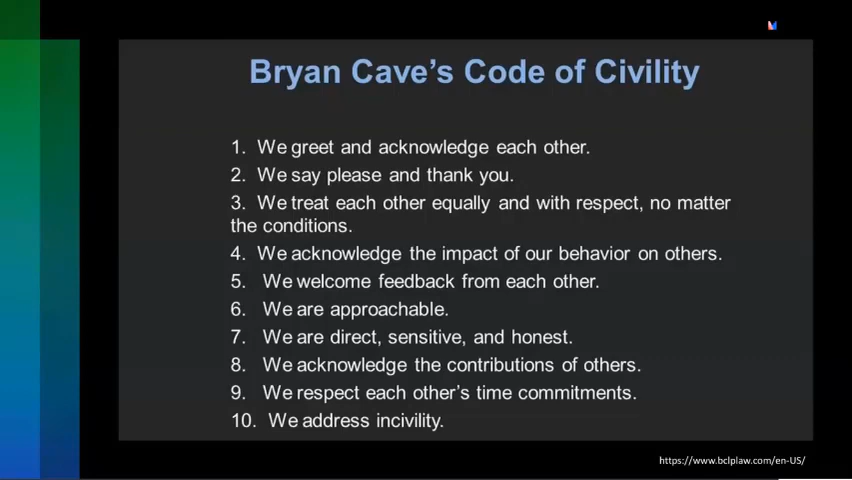 Bryan Cave’s Code of Civility
1. We greet and acknowledge each other.
2. We say please and thank you.
3. We treat each other equally and with respect, no matter
the conditions.
4. We acknowledge the impact of our behavior on others.
5. We welcome feedback from each other.
6. We are approachable.
7. We are direct, sensitive, and honest.
8. We acknowledge the contributions of others.
9. We respect each other’s time commitments.
10. We address incivility.
https://www.bclplaw.com/en-US/